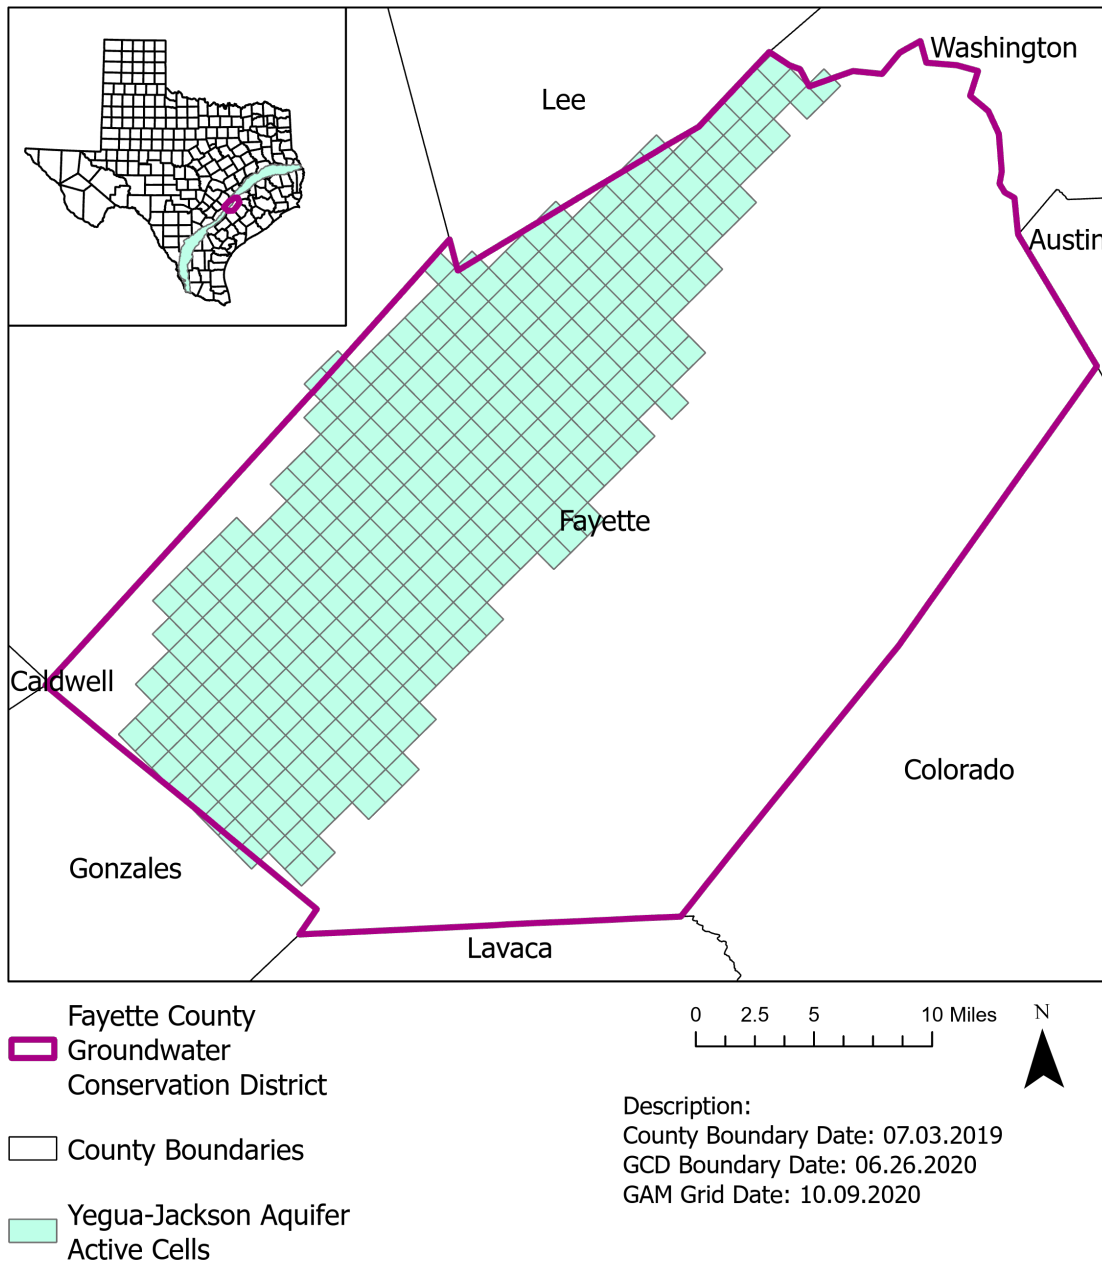 Washington
Lee
Austin
Fayette
Caldwell
Colorado
Gonzales
Lavaca
Fayette County
Groundwater
Conservation District
County Boundaries
Yegua-Jackson Aquifer
Active Cells
0 2.5 5 10 Miles
N
Description:
County Boundary Date: 07.03.2019
GCD Boundary Date: 06.26.2020
GAM Grid Date: 10.09.2020